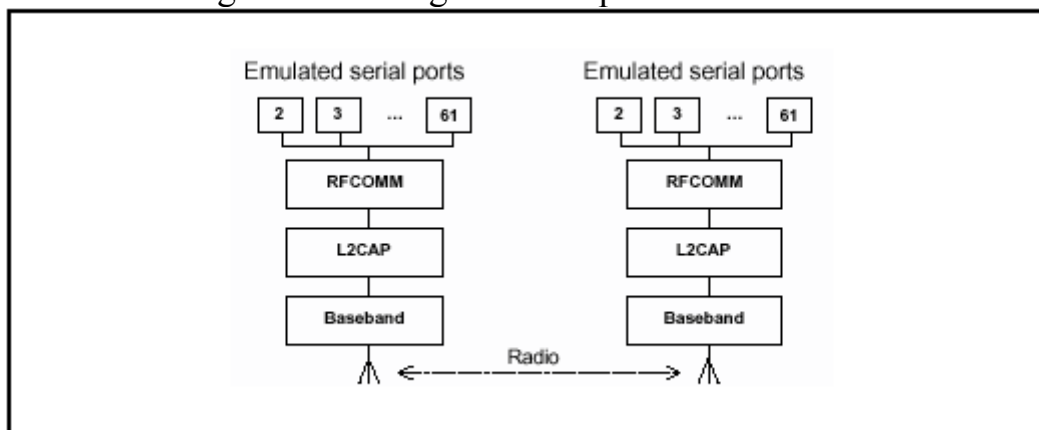 Emulated serial ports
2 3 ... 61
RFCOMM
L2CAP
Baseband
Emulated serial ports
2 3 ... 61
RFCOMM
L2CAP
Baseband
Radio